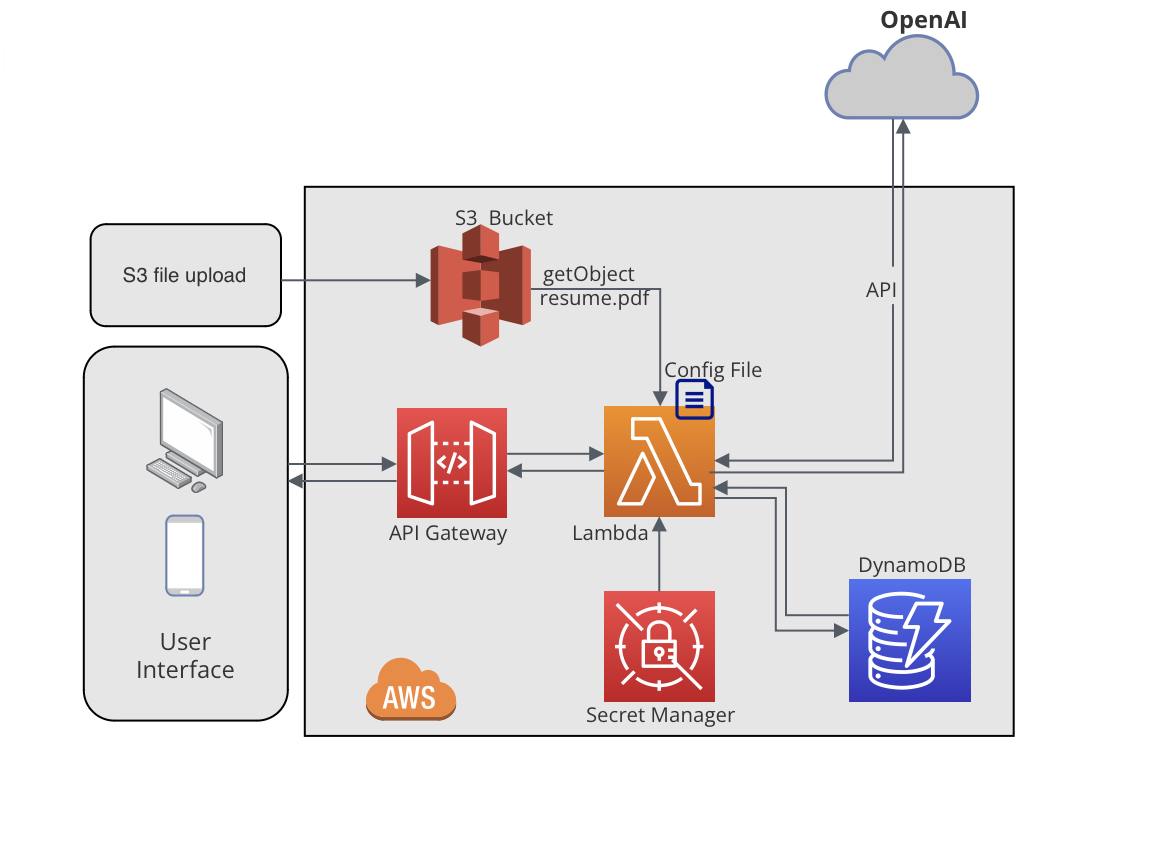 OpenAI
S3 Bucket
S3 file upload
getObject
resume.pdf
API
Config File
</>
API Gateway
Lambda
DynamoDB
User
Interface
AWS
Secret Manager